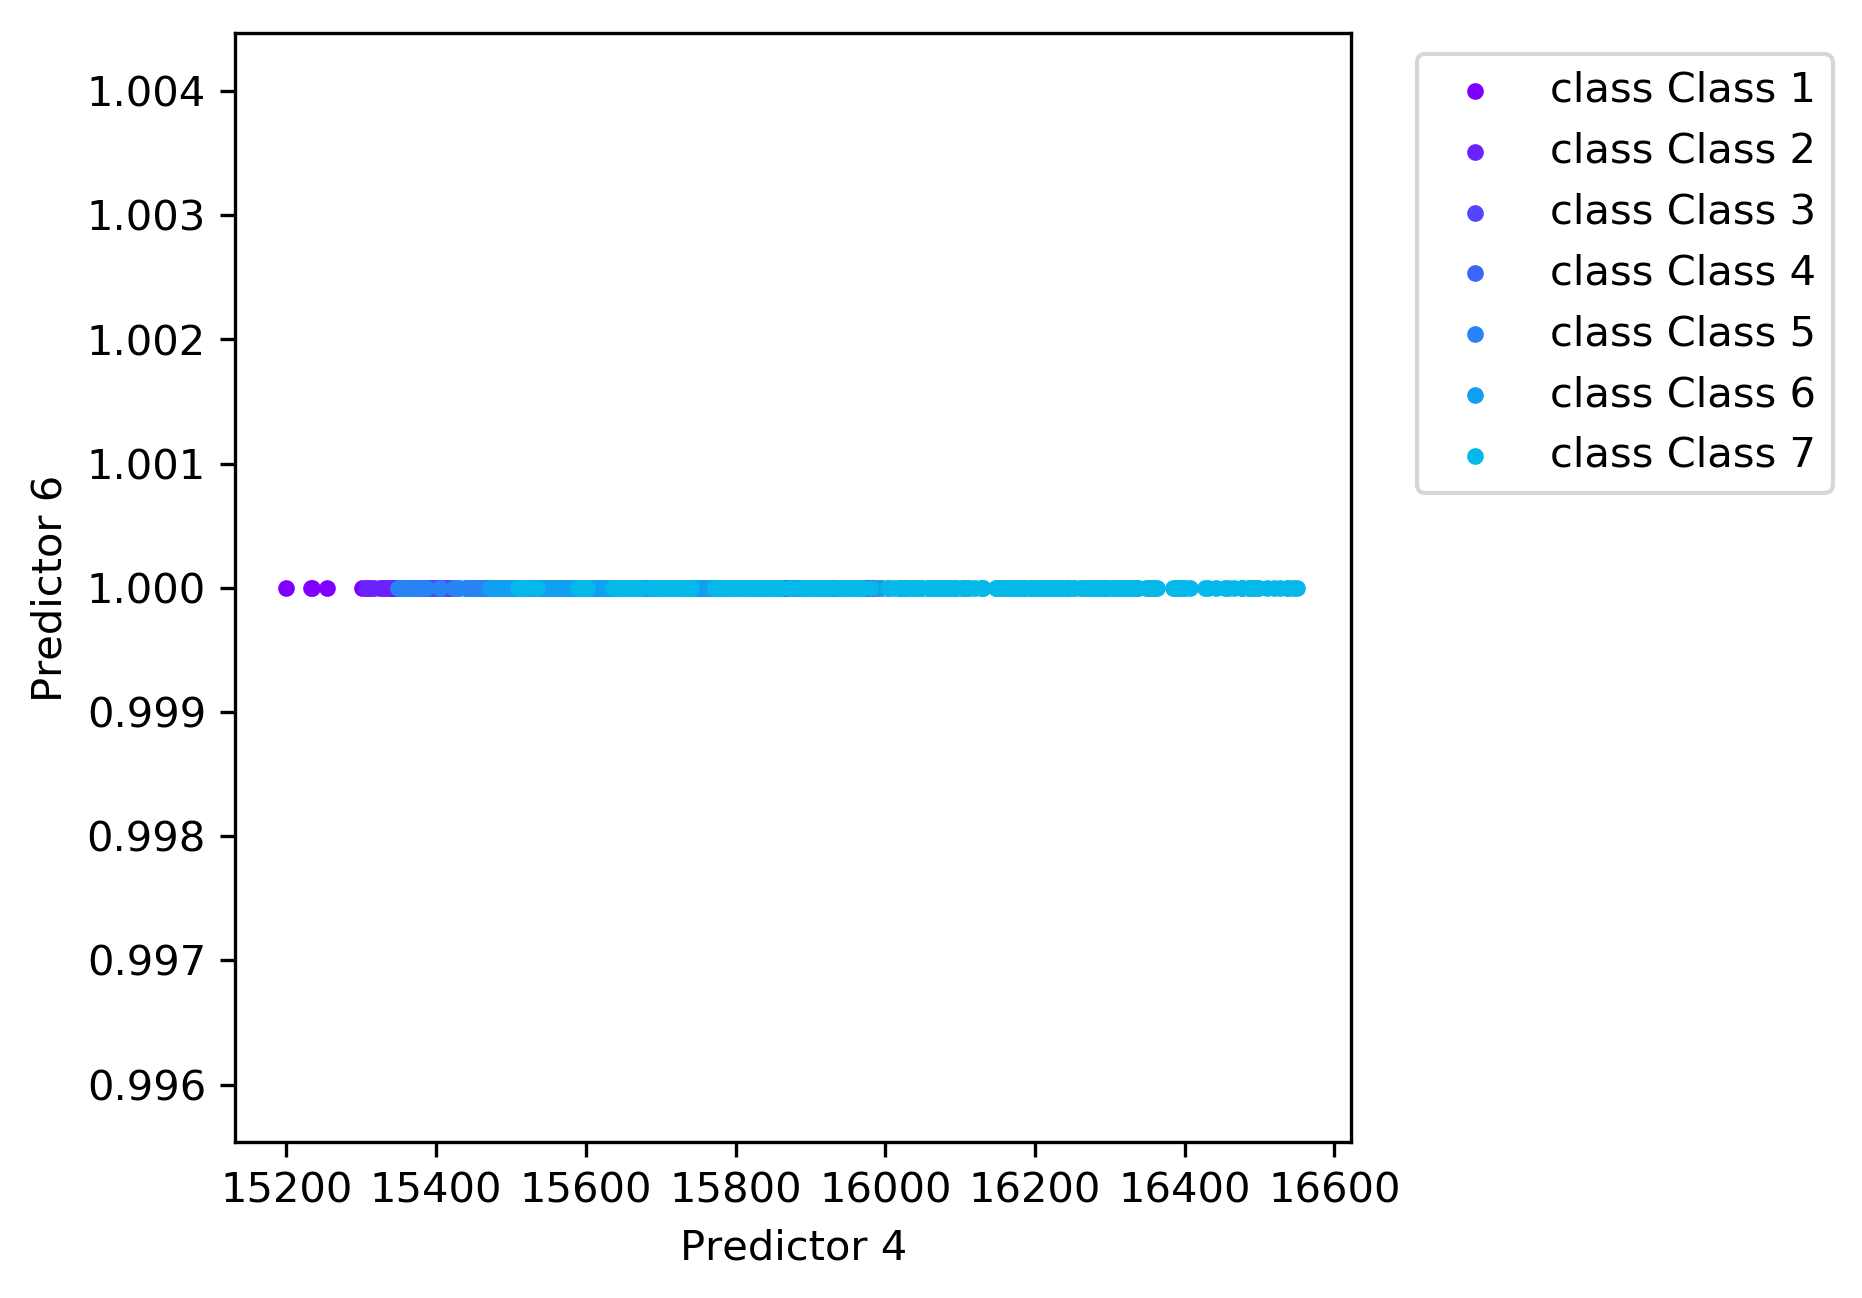 1.004
1.003
1.002
1.001
1.000
0.999
0.998
0.997
0.996
Predictor 6
15200 15400 15600 15800 16000 16200 16400 16600
Predictor 4
class Class 1
class Class 2
class Class 3
class Class 4
class Class 5
class Class 6
class Class 7